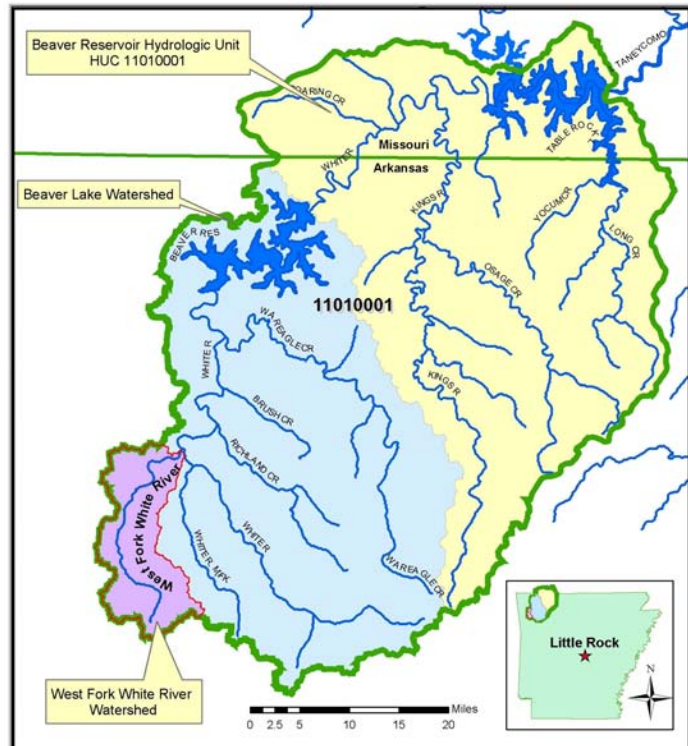 Beaver Reservoir Hydrologic Unit
HUC 11010001
TANEYCOMO
OARING CR
Missouri
Arkansas
TABLE ROCK L
WHITE R
Beaver Lake Watershed
KINGS R
YOCUM CR
LONG CR
BEAVER RES
OSAGE CR
11010001
WAR EAGLE CR
WHITE R
KINGS R
BRUSH CR
RICHLAND CR
West Fork White River
WHITE R
WHITE R, M FK
WAR EAGLE CR
Little Rock
N
West Fork White River
Watershed
Miles
0 2.5 5 10 15 20